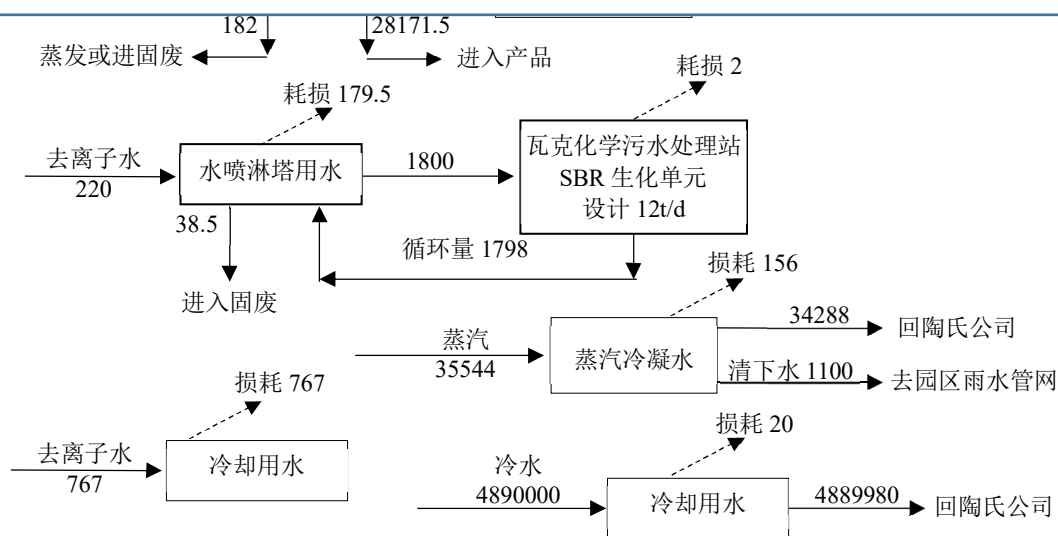 182
28171.5
蒸发或进固废
进入产品
耗损 179.5
耗损 2
去离子水
220
水喷淋塔用水
1800
瓦克化学污水处理站
SBR 生化单元
设计 12t/d
38.5
循环量 1798
进入固废
损耗 156
蒸汽
35544
蒸汽冷凝水
34288
回陶氏公司
清下水 1100
去园区雨水管网
损耗 767
去离子水
767
冷却用水
损耗 20
冷水
4890000
冷却用水
4889980
回陶氏公司